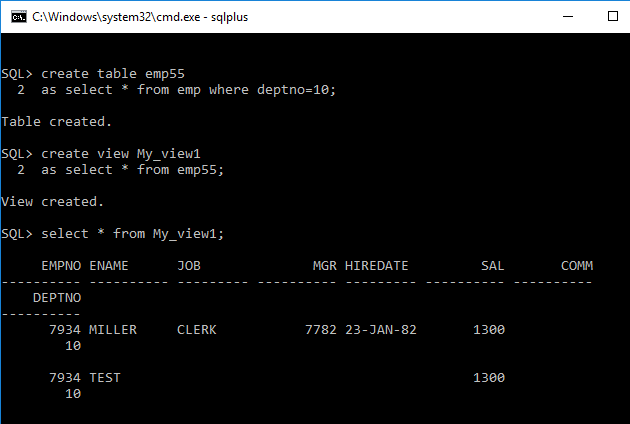 C:\Windows\system32\cmd.exe - sqlplus
SQL> create table emp55
  2  as select * from emp where deptno=10;
Table created.
SQL> create view My_view1
  2  as select * from emp55;
View created.
SQL> select * from My_view1;
     EMPNO ENAME      JOB              MGR HIREDATE         SAL       COMM
---------- ---------- --------- ---------- --------- ---------- ----------
    DEPTNO
----------
      7934 MILLER     CLERK           7782 23-JAN-82       1300
        10
      7934 TEST                                            1300
        10